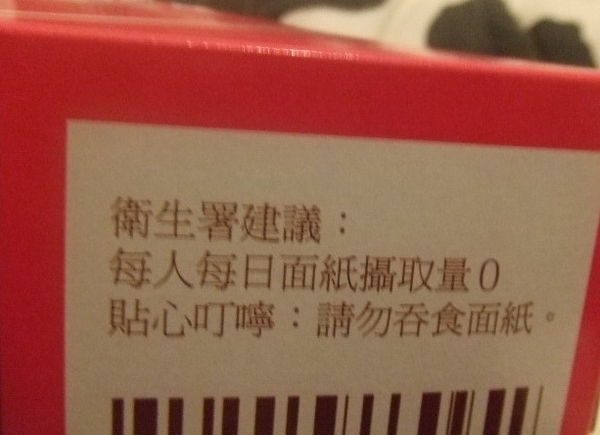 衛生署建議：
每人每日面紙攝取量0
貼心叮嚀：請勿吞食面紙。